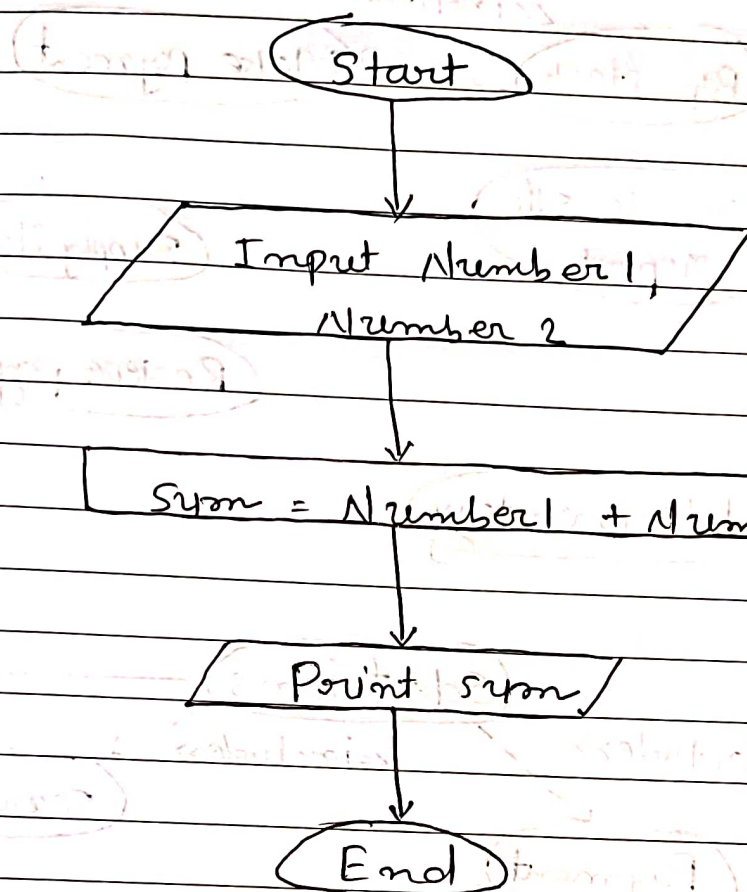 Start
Input Number1,
Number 2
Sum = Number1 + Num
Print sum
End